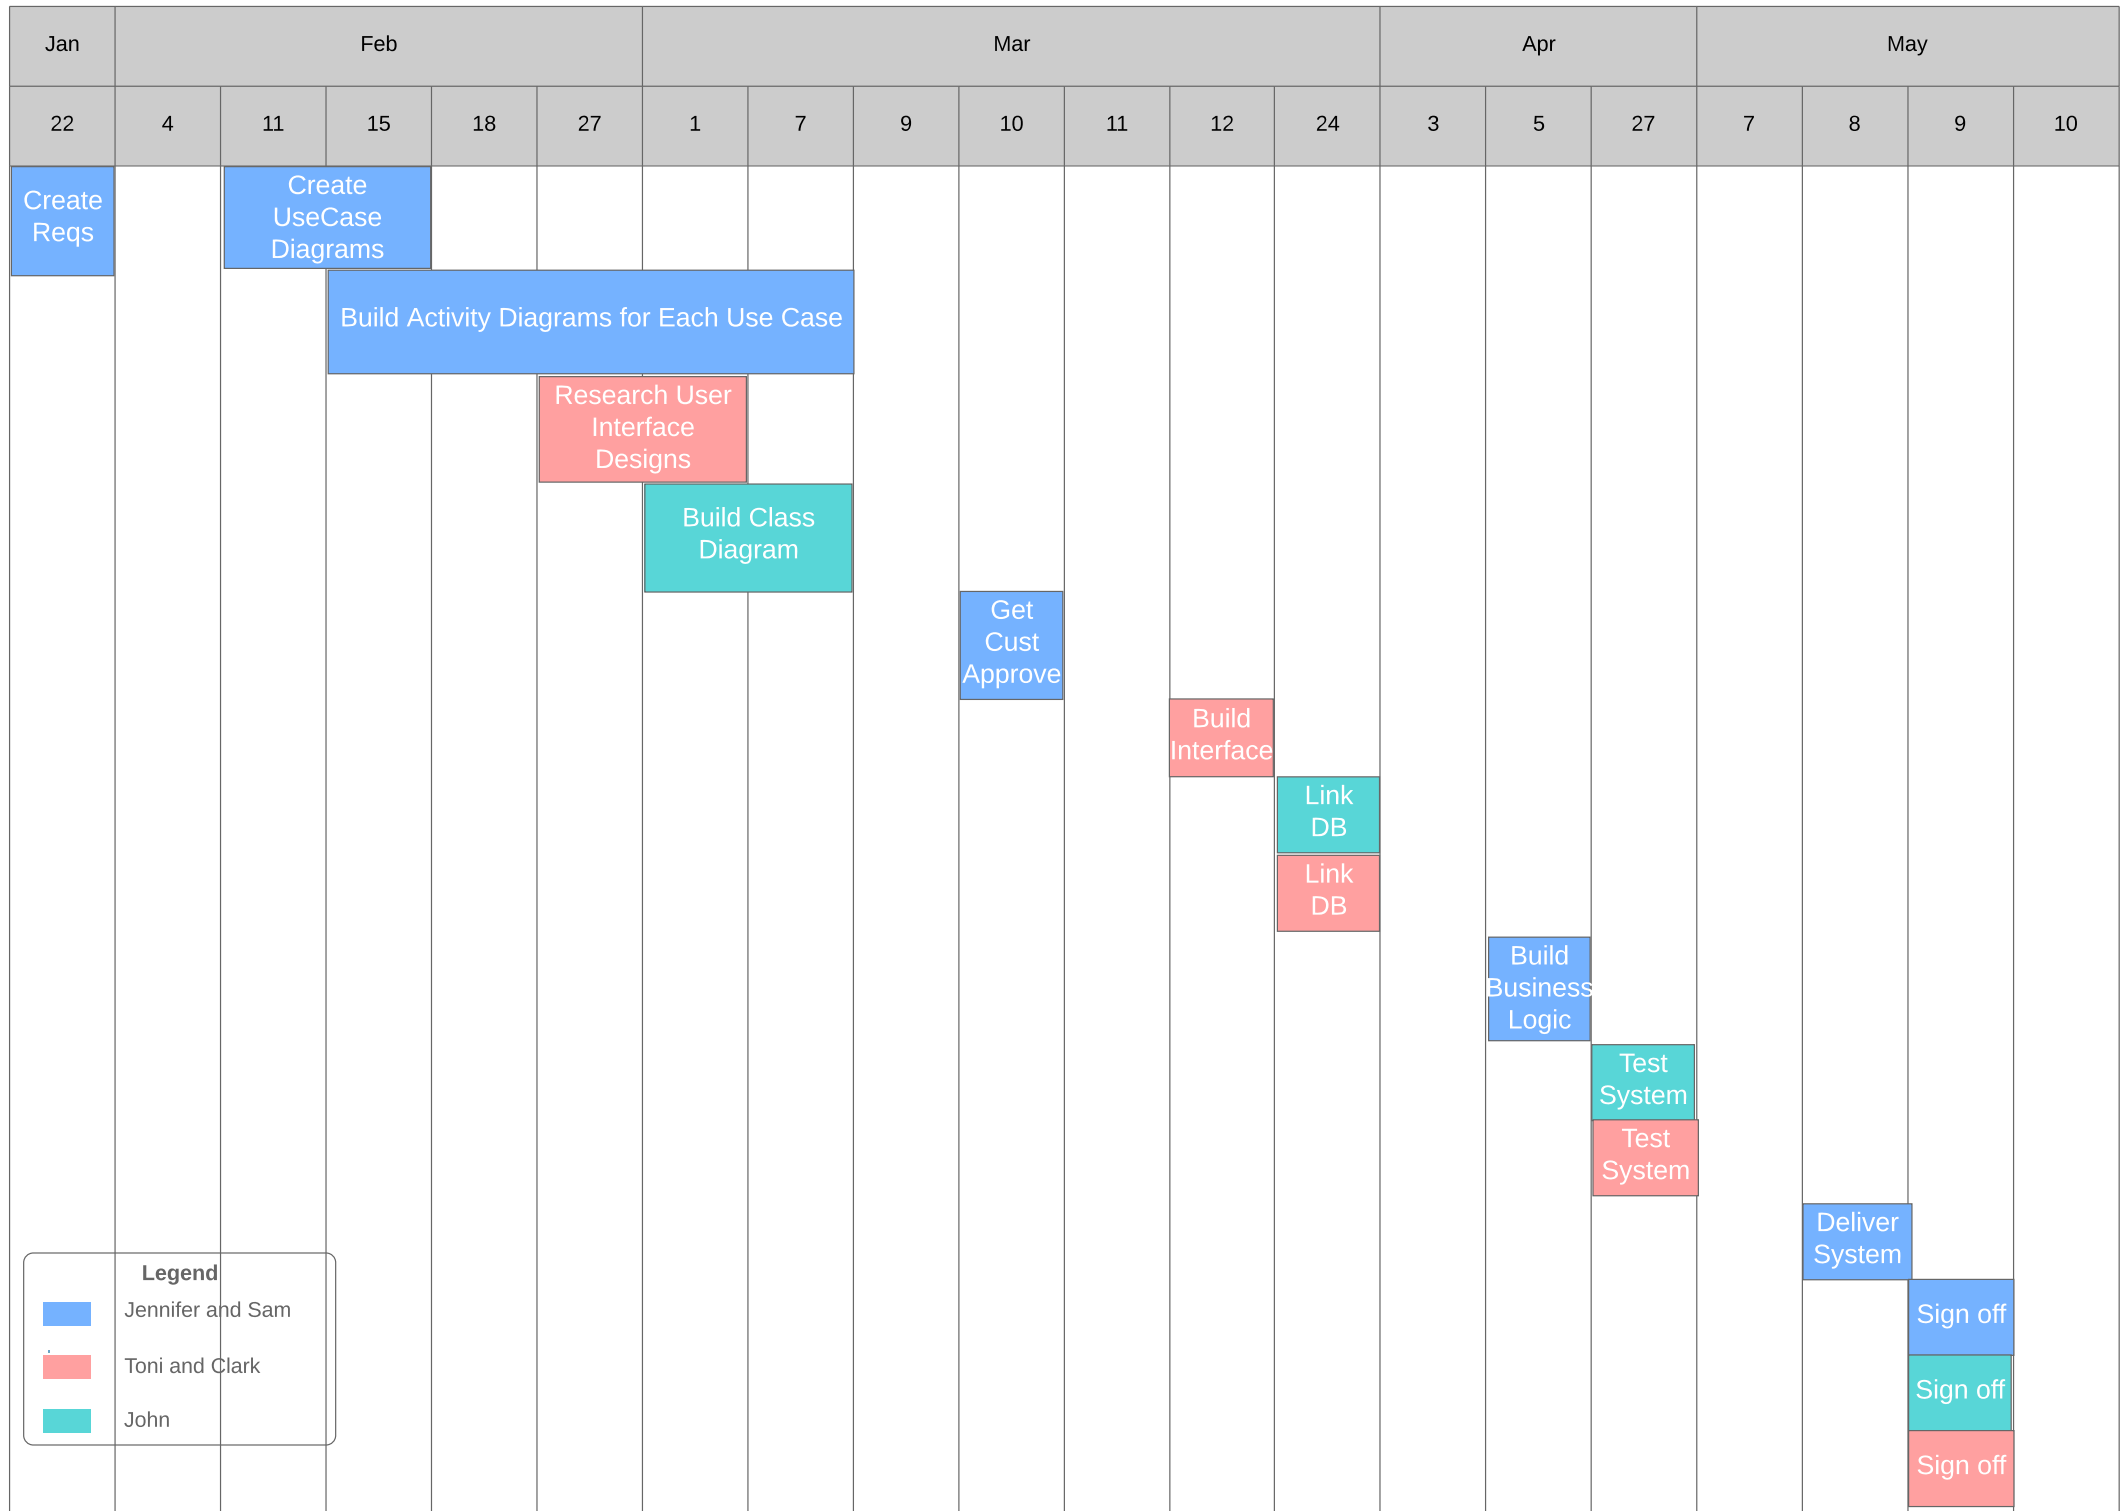 Jan Feb Mar Apr May
22 4 11 15 18 27 1 7 9 10 11 12 24 3 5 27 7 8 9 10
Create
Reqs
Create
UseCase
Diagrams
Build Activity Diagrams for Each Use Case
Research User
Interface
Designs
Build Class
Diagram
Get
Cust
Approve
Build
Interface
Link
DB
Link
DB
Build
Business
Logic
Test
System
Test
System
Deliver
System
Sign off
Sign off
Sign off
Legend
Jennifer and Sam
Toni and Clark
John